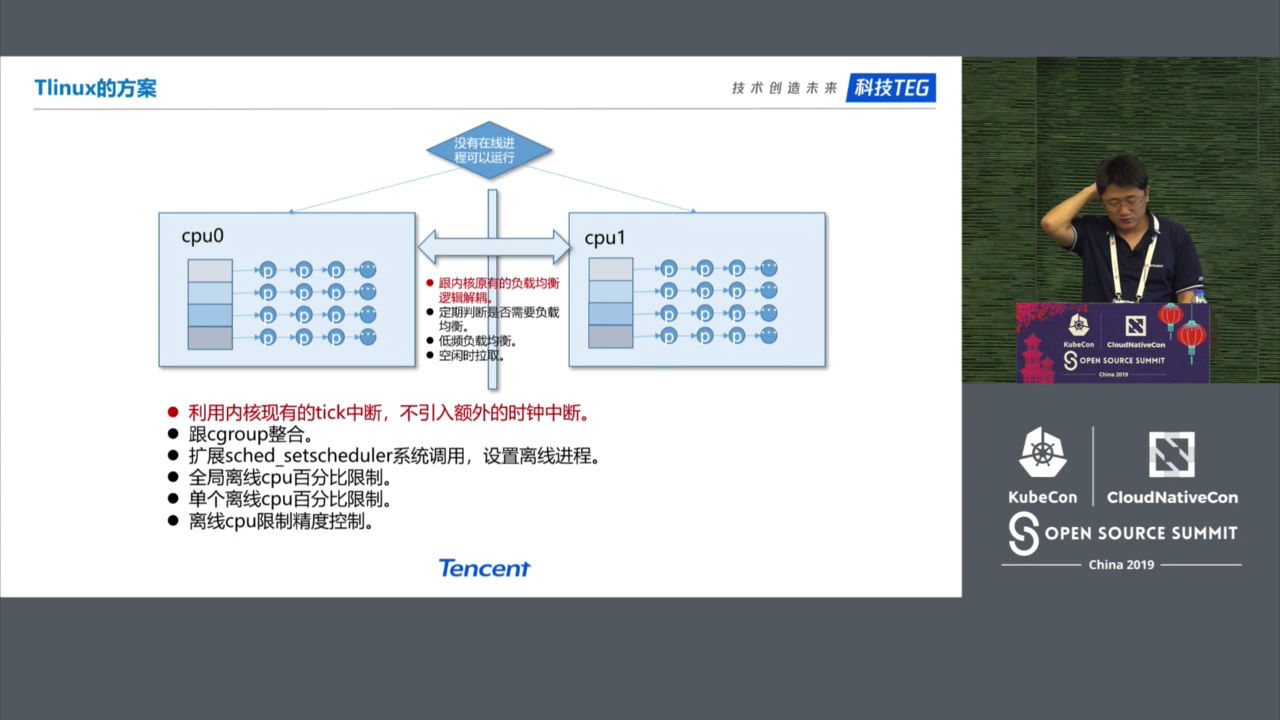 Tlinux的方案
技术创造未来
科技TEG
没有在线进
程可以运行
cpu0
p p p
p p p
p p p
p p p
跟内核原有的负载均衡
逻辑解耦。
定期判断是否需要负载
均衡。
低频负载均衡。
空闲时拉取。
cpu1
p p p
p p p
p p p
p p p
利用内核现有的tick中断，不引入额外的时钟中断。
跟cgroup整合。
扩展sched_setscheduler系统调用，设置离线进程。
全局离线cpu百分比限制。
单个离线cpu百分比限制。
离线cpu限制精度控制。
Tencent
KubeCon
CloudNativeCon
OPEN SOURCE SUMMIT
China 2019
KubeCon
CloudNativeCon
OPEN SOURCE SUMMIT
China 2019